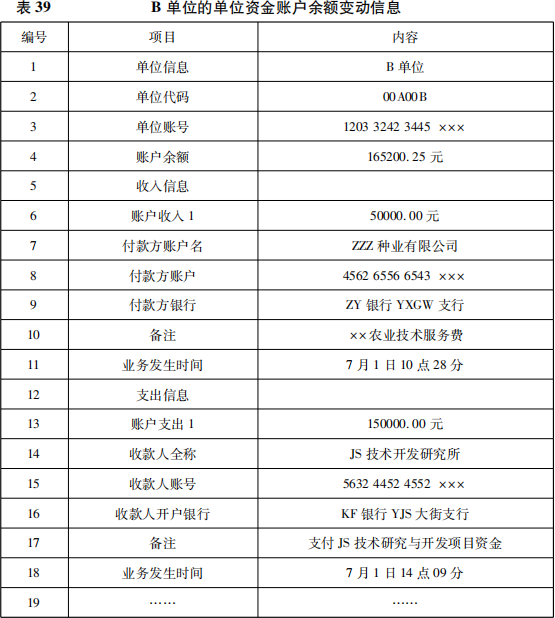 表 39 B 单位的单位资金账户余额变动信息
编号 项目 内容
1 单位信息 B 单位
2 单位代码 00A00B
3 单位账号 1203 3242 3445 ×××
4 账户余额 165200.25 元
5 收入信息
6 账户收入 1 50000.00 元
7 付款方账户名 ZZZ 种业有限公司
8 付款方账户 4562 6556 6543 ×××
9 付款方银行 ZY 银行 YXGW 支行
10 备注 ××农业技术服务费
11 业务发生时间 7 月 1 日 10 点 28 分
12 支出信息
13 账户支出 1 150000.00 元
14 收款人全称 JS 技术开发研究所
15 收款人账号 5632 4452 4552 ×××
16 收款人开户银行 KF 银行 YJS 大街支行
17 备注 支付 JS 技术研究与开发项目资金
18 业务发生时间 7 月 1 日 14 点 09 分
19 …… ……